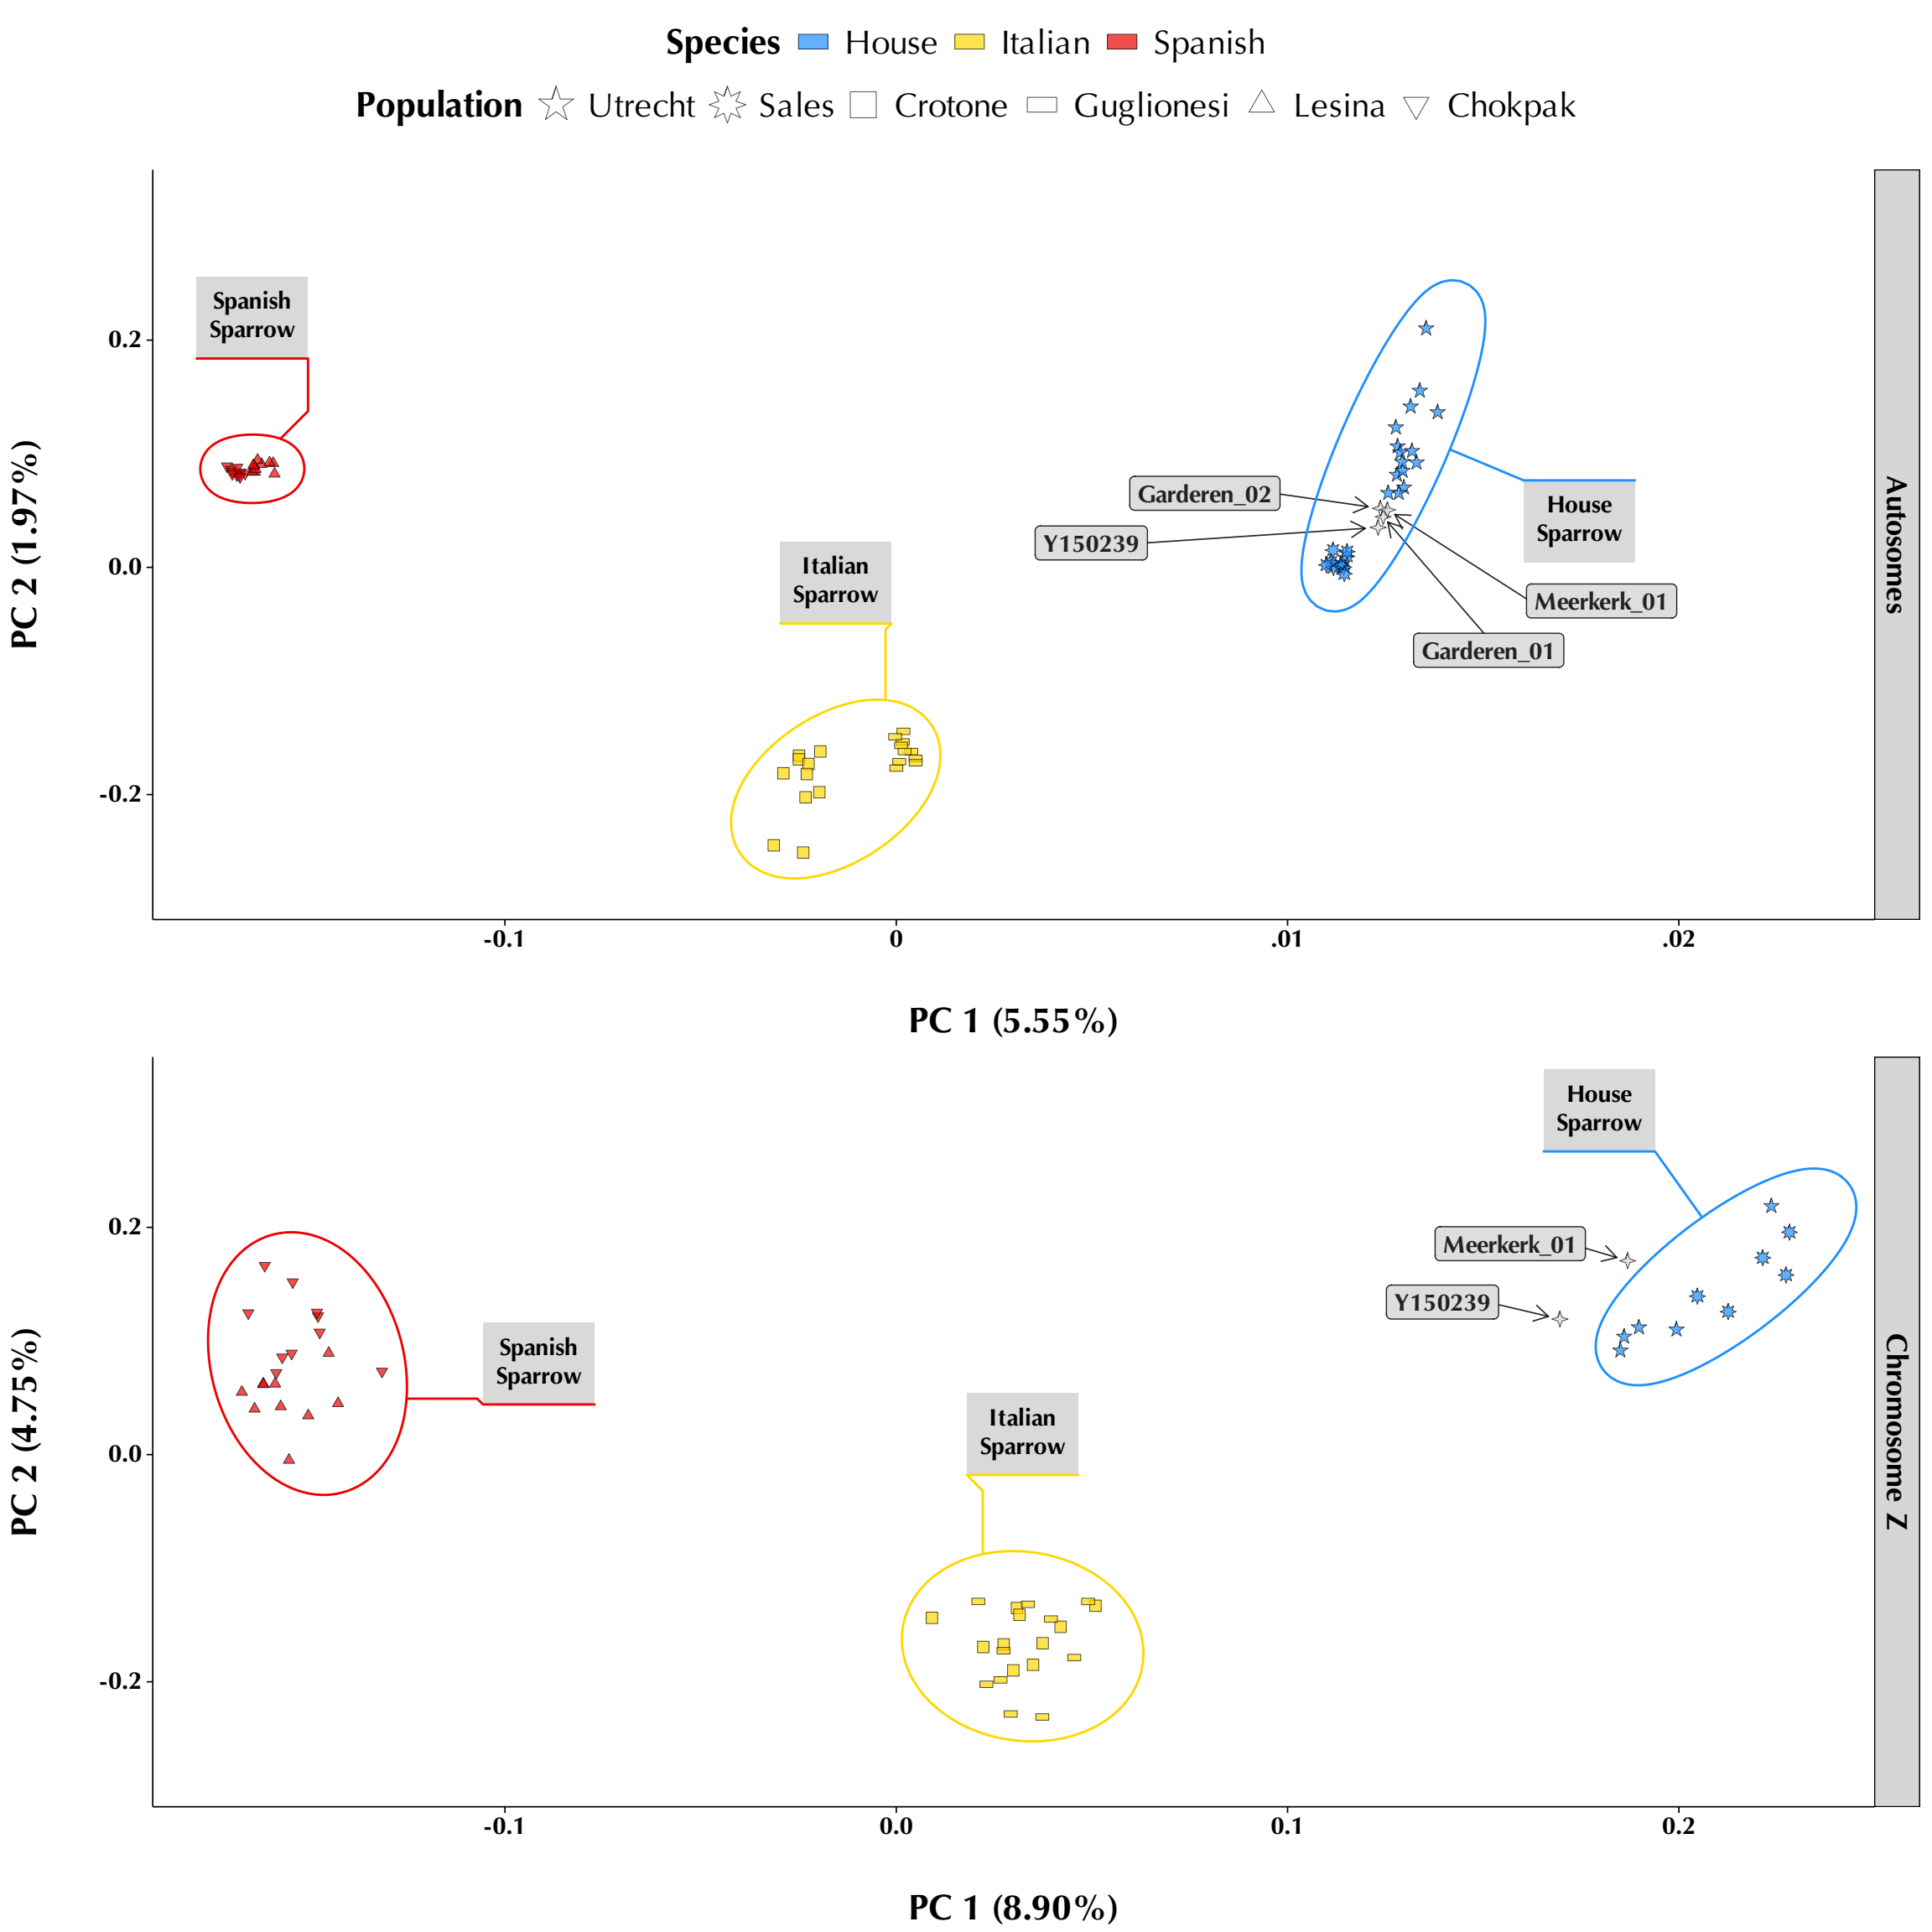 Species House Italian Spanish
Population Utrecht Sales Crotone Guglionesi Lesina Chokpak
Spanish
Sparrow
0.2
Garderen_02
House
Sparrow
Y150239
Italian
Sparrow
0.0
Meerkerk_01
Garderen_01
-0.2
PC 2 (1.97%)
Autosomes
-0.1 0 .01 .02
PC 1 (5.55%)
House
Sparrow
0.2
Meerkerk_01
Y150239
Spanish
Sparrow
Italian
Sparrow
0.0
-0.2
PC 2 (4.75%)
Chromosome Z
-0.1 0.0 0.1 0.2
PC 1 (8.90%)